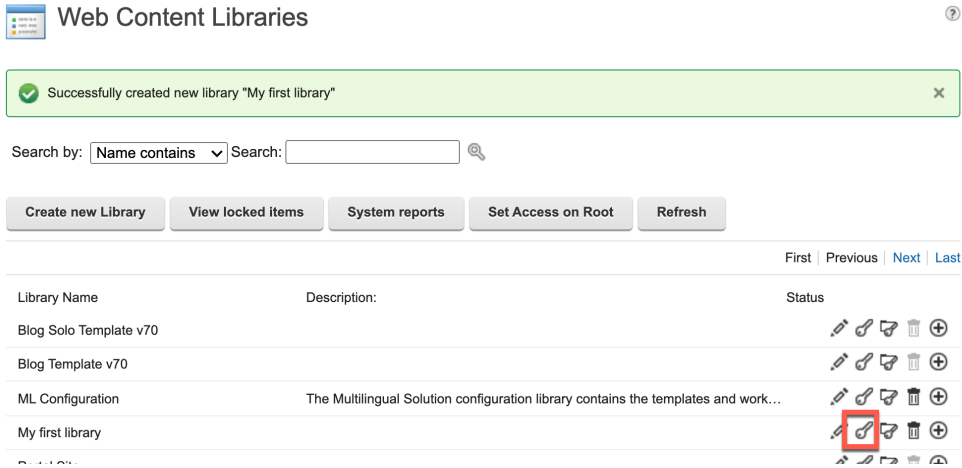 Web Content Libraries
?
Successfully created new library "My first library"
Search by: Name contains Search:
Create new Library View locked items System reports Set Access on Root Refresh
First Previous Next Last
Library Name Description: Status
Blog Solo Template v70
Blog Template v70
ML Configuration The Multilingual Solution configuration library contains the templates and work…
My first library
Portal Site